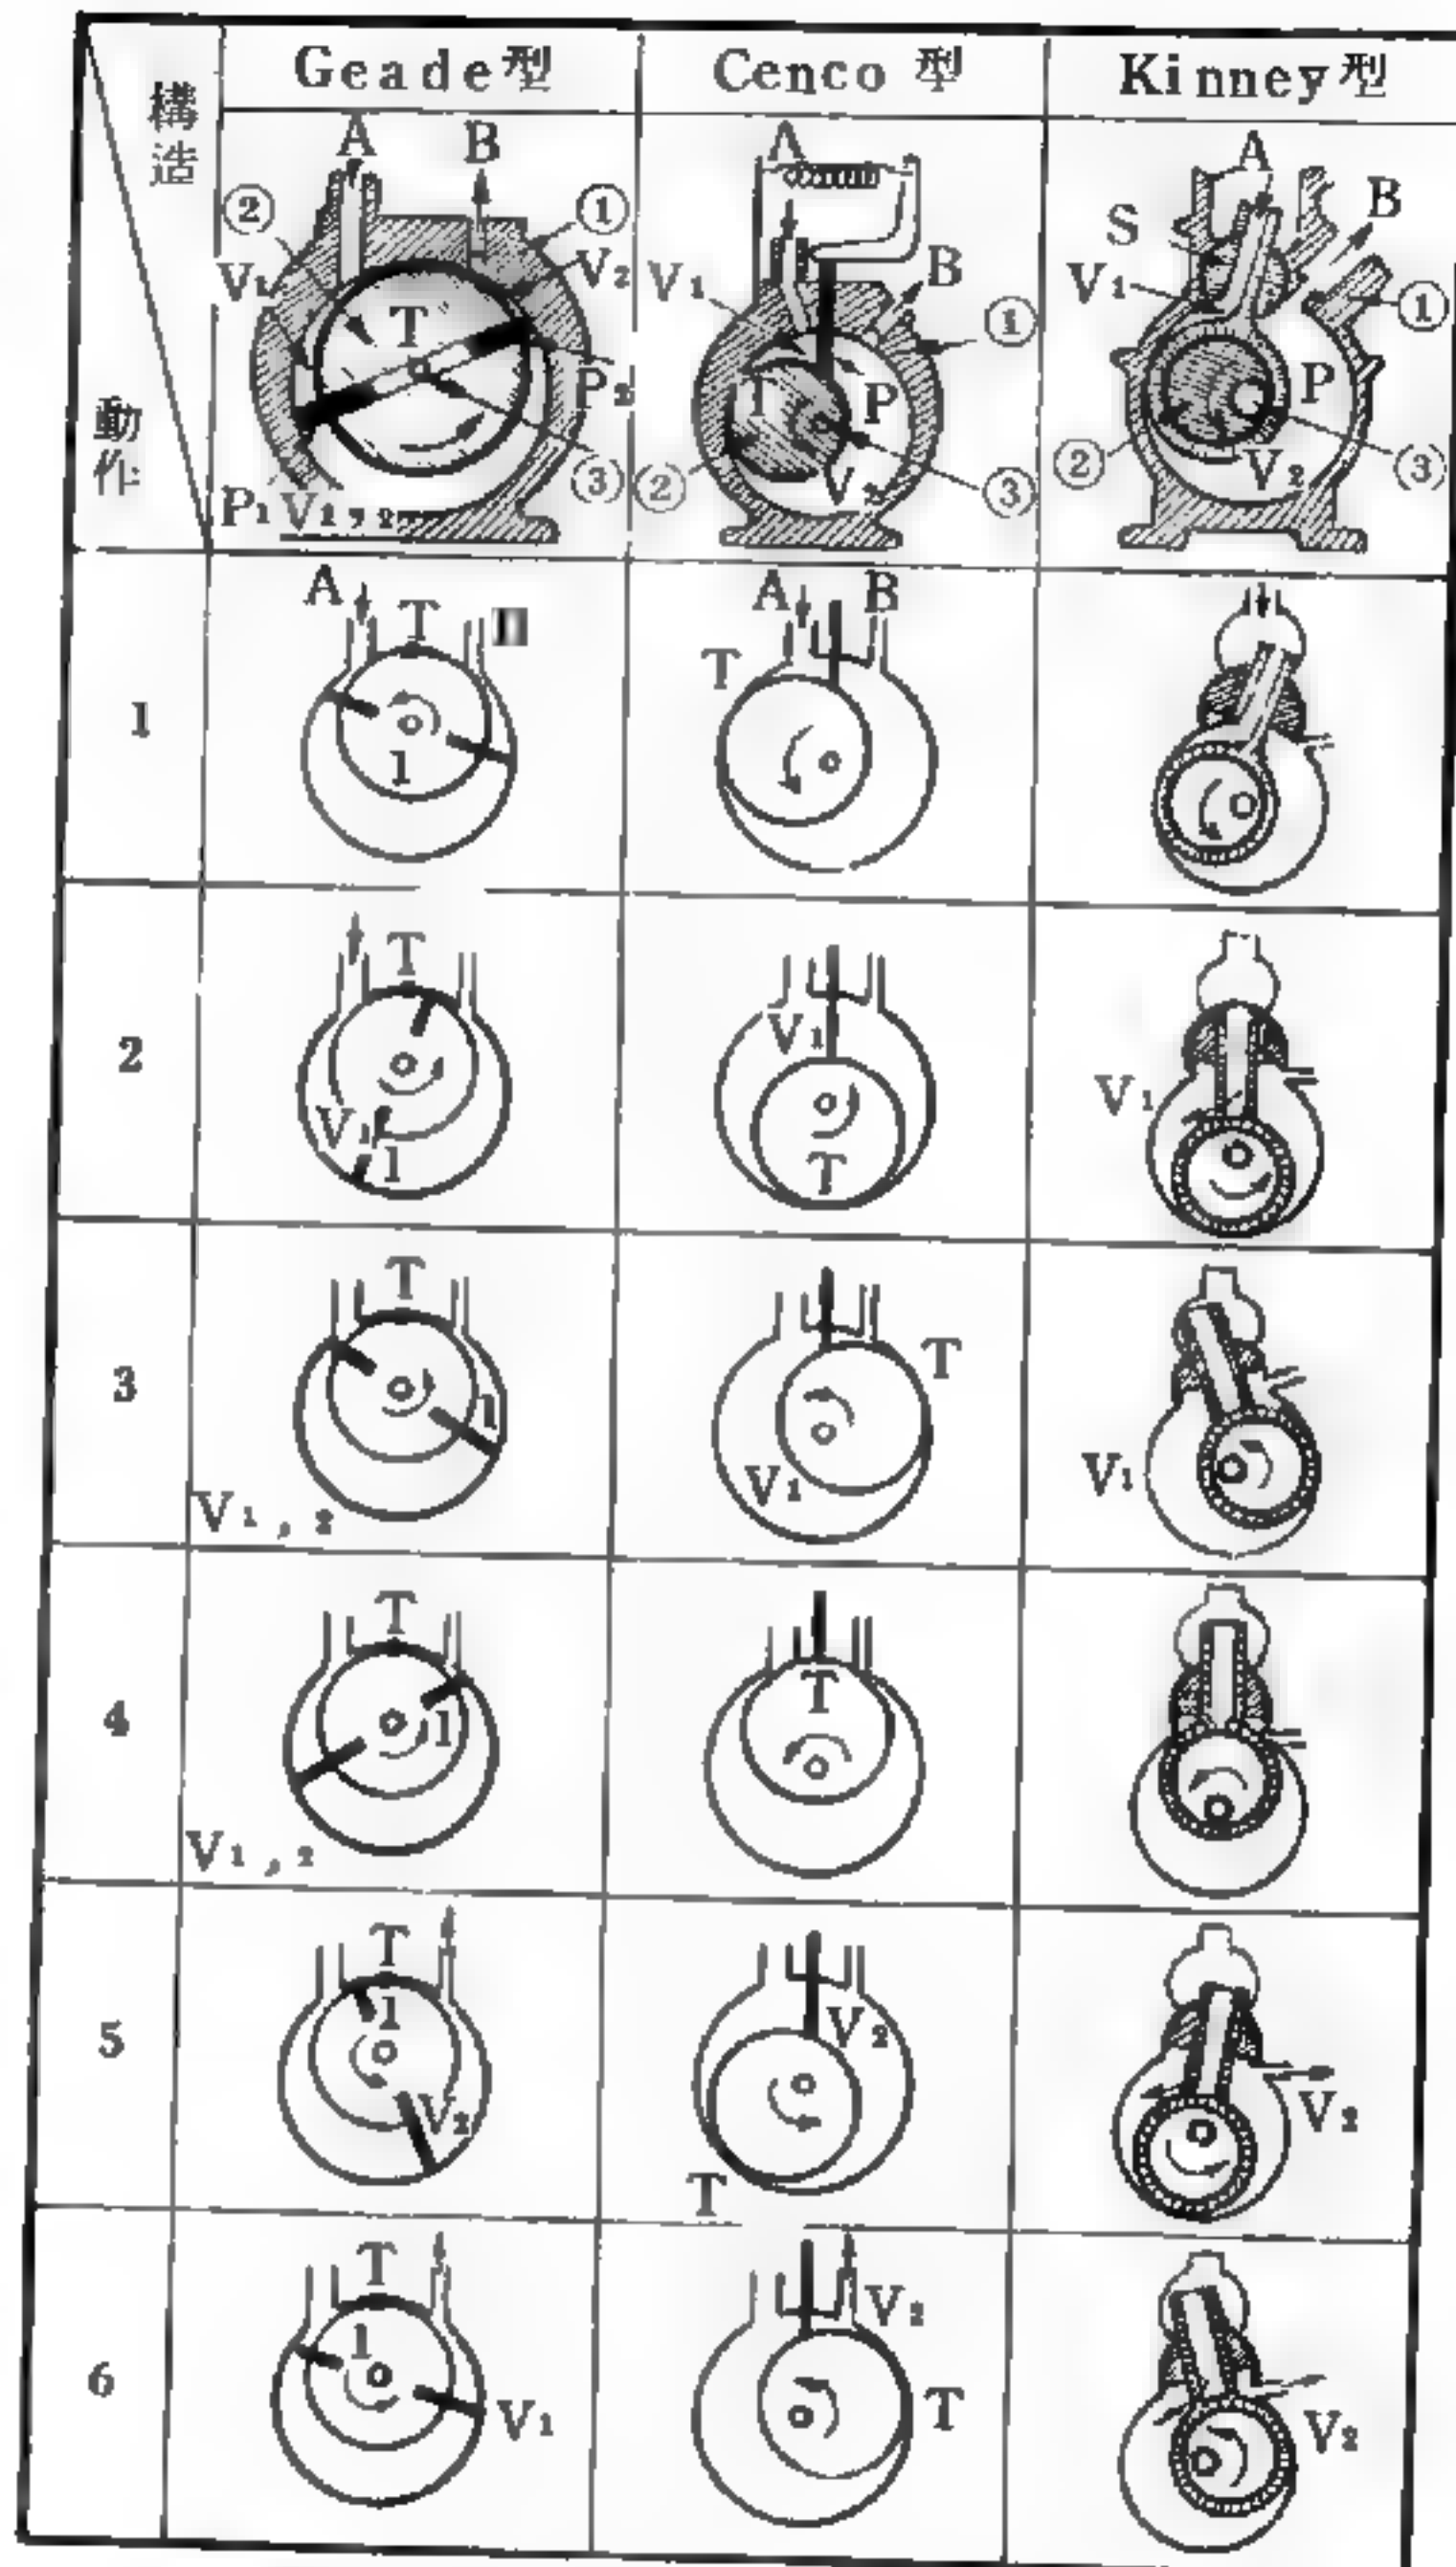 構造
動作
Geade型
Cenco 型
Kinney型
A B
② ①
V₁ V₂
T
P₂
③
P₁ V₁,₂
A
V₁ B
①
T P
② V₂ ③
A
S B
V₁ ①
P
② V₂ ③
1
A T
1
A B
T
2
T
V₁
1
V₁
T
V₁
3
T
1
V₁,₂
T
V₁
V₁
4
T
1
V₁,₂
T
5
T
1
V₂
V₂
T
V₂
6
T
1
V₁
V₂
T
V₂